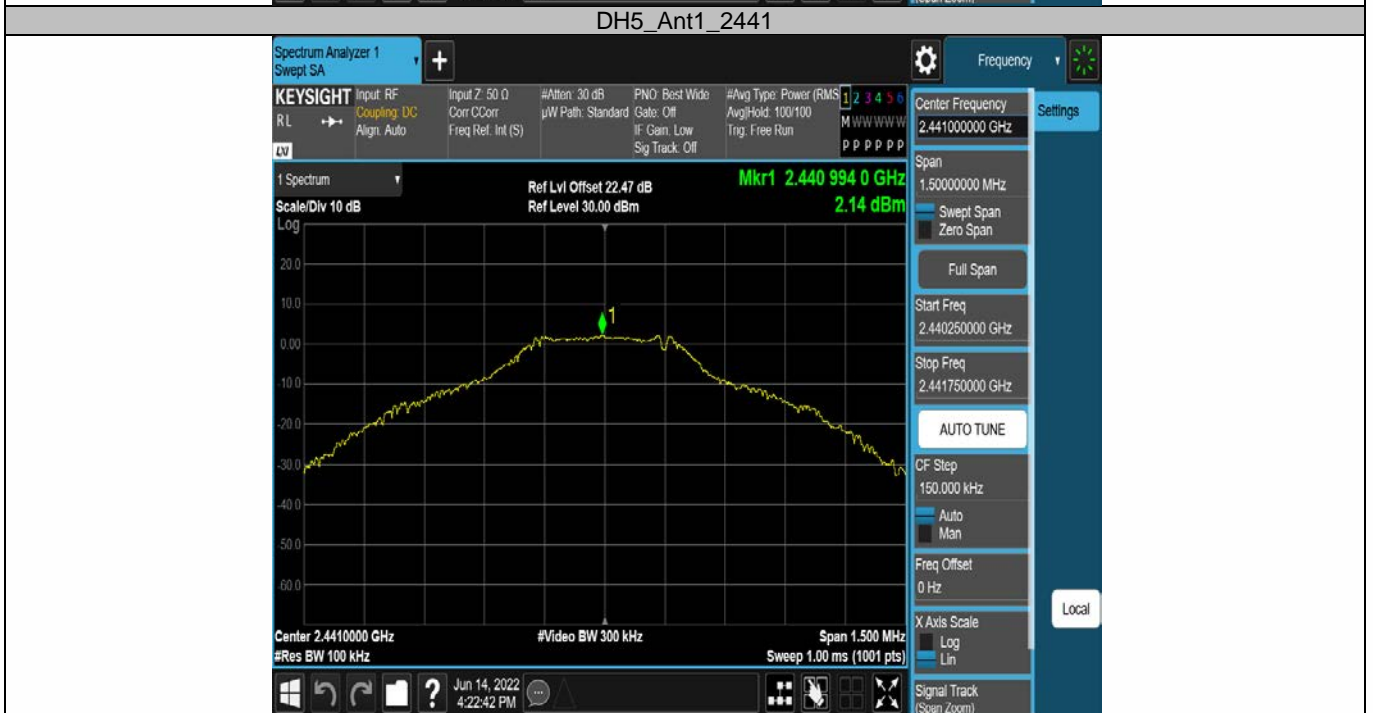 (Span Zoom)
DH5_Ant1_2441
Spectrum Analyzer 1
Swept SA
+
Frequency
KEYSIGHT
RL
LXI
Input: RF
Coupling: DC
Align: Auto
Input Z: 50 Ω
Corr CCorr
Freq Ref: Int (S)
#Atten: 30 dB
µW Path: Standard
PNO: Best Wide
Gate: Off
IF Gain: Low
Sig Track: Off
#Avg Type: Power (RMS
Avg|Hold: 100/100
Trig: Free Run
1 2 3 4 5 6
M W W W W W
P P P P P P
Center Frequency
2.441000000 GHz
Settings
Span
1.50000000 MHz
Swept Span
Zero Span
Full Span
Start Freq
2.440250000 GHz
Stop Freq
2.441750000 GHz
AUTO TUNE
CF Step
150.000 kHz
Auto
Man
Freq Offset
0 Hz
X Axis Scale
Log
Lin
Local
Signal Track
(Span Zoom)
1 Spectrum
Scale/Div 10 dB
Log
Ref Lvl Offset 22.47 dB
Ref Level 30.00 dBm
Mkr1 2.440 994 0 GHz
2.14 dBm
20.0
10.0
0.00
-10.0
-20.0
-30.0
-40.0
-50.0
-60.0
1
Center 2.4410000 GHz
#Res BW 100 kHz
#Video BW 300 kHz
Span 1.500 MHz
Sweep 1.00 ms (1001 pts)
?
Jun 14, 2022
4:22:42 PM